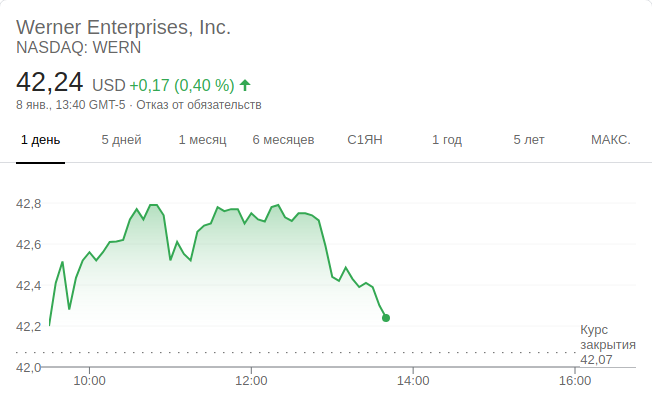 Werner Enterprises, Inc.
NASDAQ: WERN
42,24 USD +0,17 (0,40 %)
8 янв., 13:40 GMT-5 · Отказ от обязательств
1 день 5 дней 1 месяц 6 месяцев С1ЯН 1 год 5 лет МАКС.
42,8
42,6
42,4
42,2
42,0
Курс
закрытия
42,07
10:00 12:00 14:00 16:00